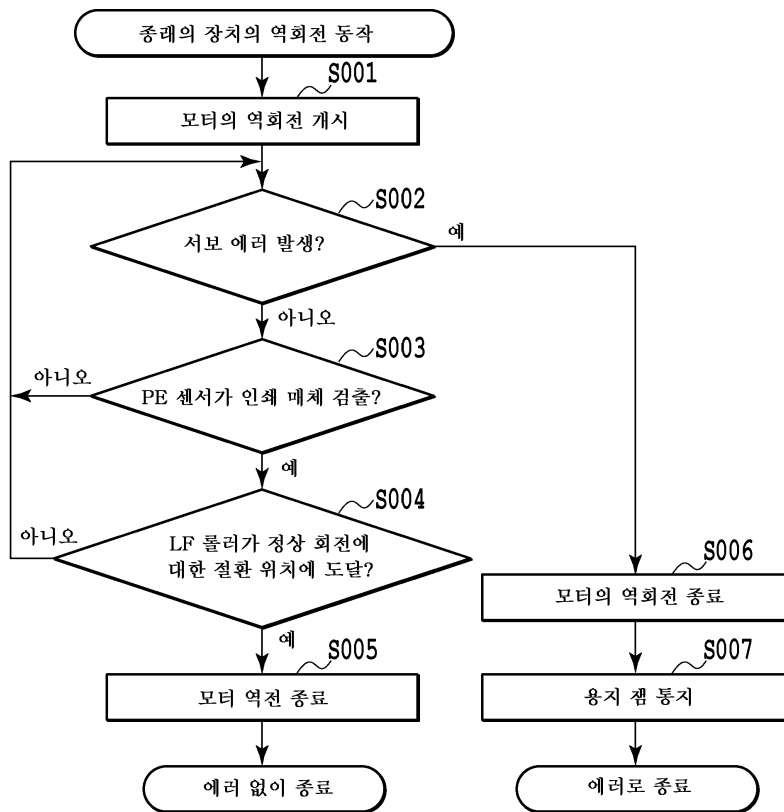 종래의 장치의 역회전 동작
S001
모터의 역회전 개시
S002
서보 에러 발생?
예
아니오
S003
PE 센서가 인쇄 매체 검출?
아니오
예
S004
LF 롤러가 정상 회전에
대한 절환 위치에 도달?
아니오
예
S005
모터 역전 종료
에러 없이 종료
S006
모터의 역회전 종료
S007
용지 잼 통지
에러로 종료